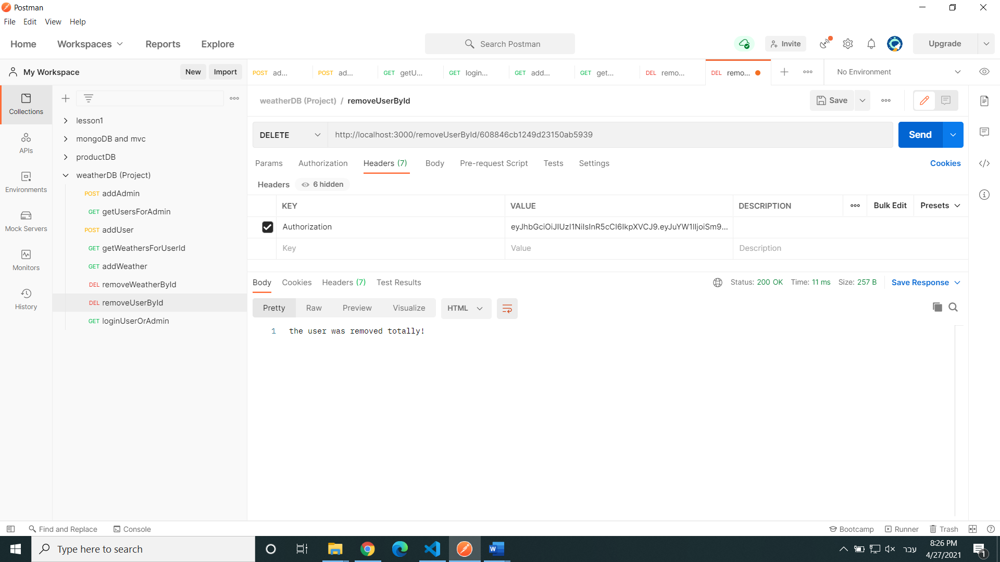 Postman
File Edit View Help
Home Workspaces Reports Explore Search Postman Invite Upgrade
My Workspace New Import POST ad... POST ad... GET getU... GET login... GET add... GET get... DEL remo... DEL remo... No Environment
weatherDB (Project) / removeUserById Save
Collections
lesson1
mongoDB and mvc
productDB
weatherDB (Project)
POST addAdmin
GET getUsersForAdmin
POST addUser
GET getWeathersForUserId
GET addWeather
DEL removeWeatherById
DEL removeUserById
GET loginUserOrAdmin
APIs
Environments
Mock Servers
Monitors
History
DELETE http://localhost:3000/removeUserById/608846cb1249d23150ab5939 Send
Params Authorization Headers (7) Body Pre-request Script Tests Settings Cookies
Headers 6 hidden
KEY VALUE DESCRIPTION Bulk Edit Presets
Authorization eyJhbGciOiJIUzI1NiIsInR5cCI6IkpXVCJ9.eyJuYW1lIjoiSm9...
Key Value Description
Body Cookies Headers (7) Test Results Status: 200 OK Time: 11 ms Size: 257 B Save Response
Pretty Raw Preview Visualize HTML
1 the user was removed totally!
Find and Replace Console Bootcamp Runner Trash
Type here to search עבר 8:26 PM
4/27/2021 1